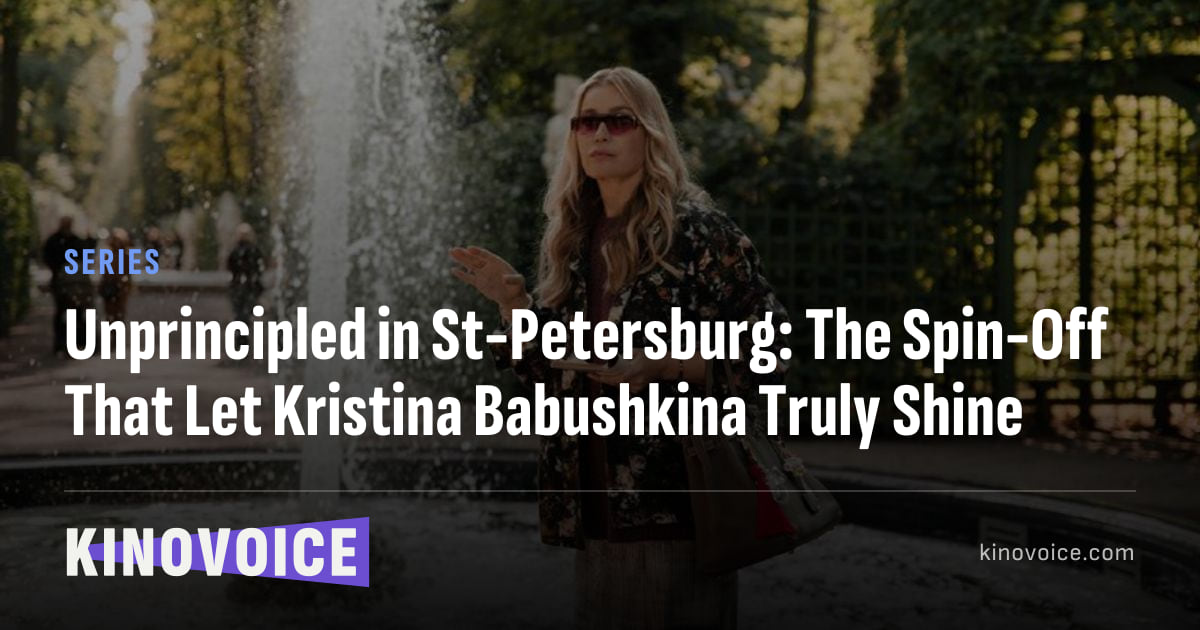 SERIES
Unprincipled in St-Petersburg: The Spin-Off
That Let Kristina Babushkina Truly Shine
KINOVOICE
kinovoice.com